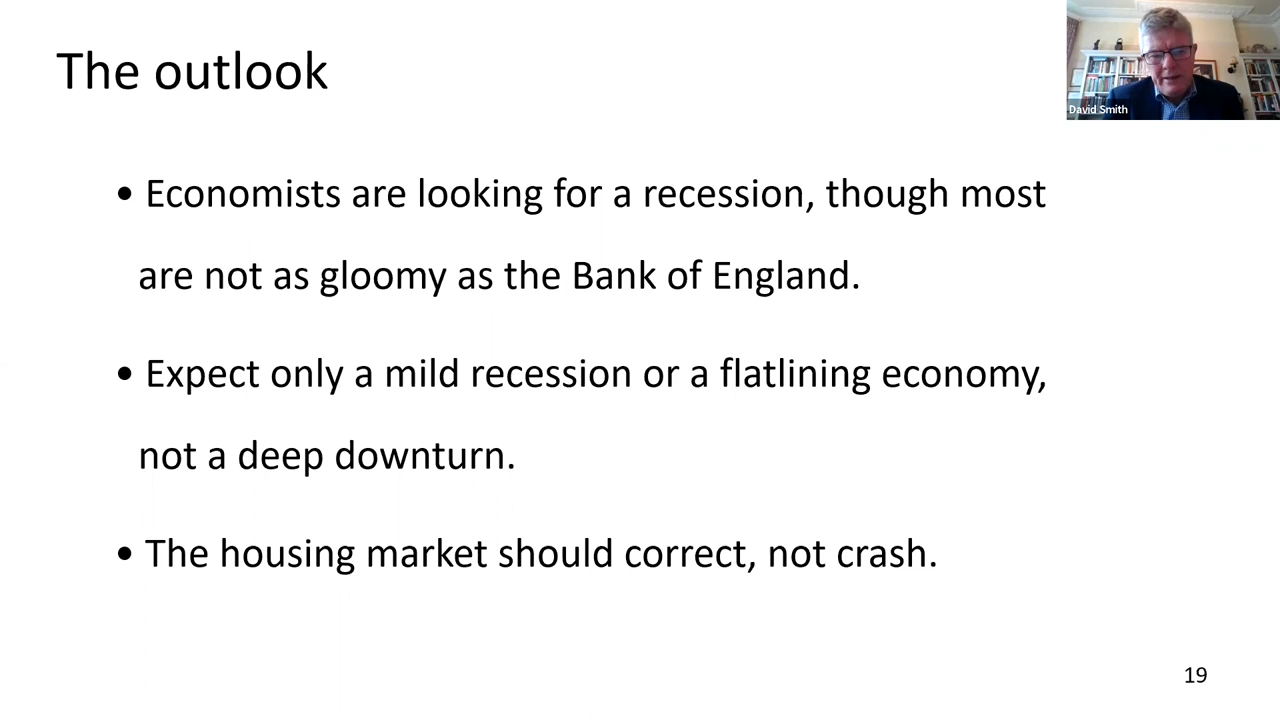 The outlook
David Smith
• Economists are looking for a recession, though most
are not as gloomy as the Bank of England.
• Expect only a mild recession or a flatlining economy,
not a deep downturn.
• The housing market should correct, not crash.
19